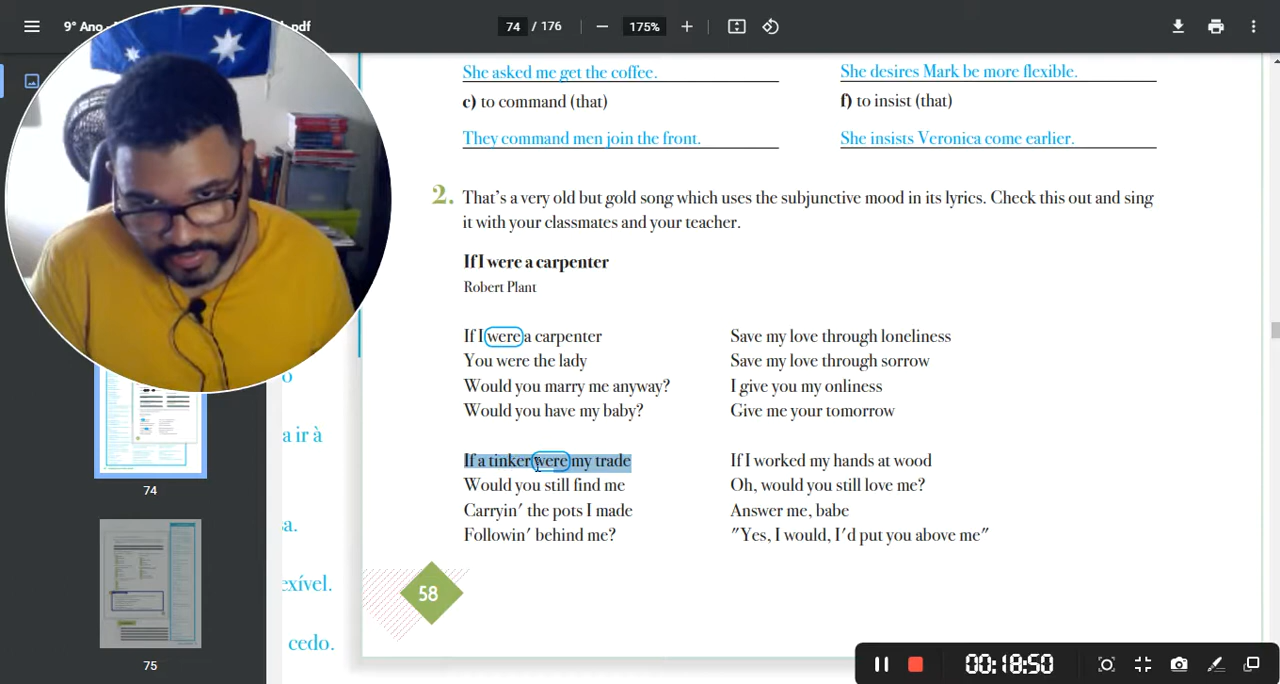 9° Ano
.pdf
74 / 176
175%
She asked me get the coffee.
c) to command (that)
They command men join the front.
She desires Mark be more flexible.
f) to insist (that)
She insists Veronica come earlier.
2. That's a very old but gold song which uses the subjunctive mood in its lyrics. Check this out and sing
it with your classmates and your teacher.
If I were a carpenter
Robert Plant
If I were a carpenter
You were the lady
Would you marry me anyway?
Would you have my baby?
If a tinker were my trade
Would you still find me
Carryin' the pots I made
Followin' behind me?
Save my love through loneliness
Save my love through sorrow
I give you my onliness
Give me your tomorrow
If I worked my hands at wood
Oh, would you still love me?
Answer me, babe
"Yes, I would, I'd put you above me"
58
a ir à
exível.
cedo.
74
75
00:18:50